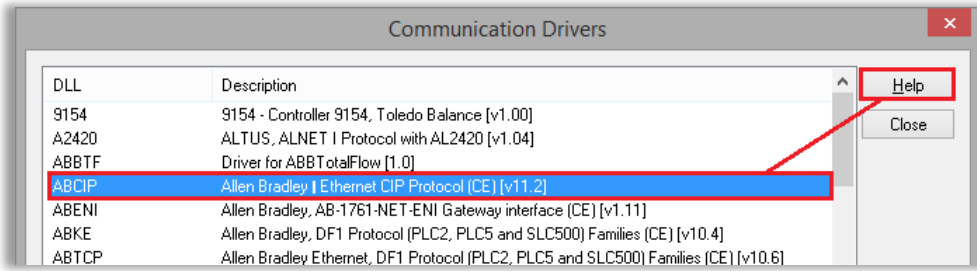 Communication Drivers
×
DLL Description
Help
9154 9154 - Controller 9154, Toledo Balance [v1.00]
Close
A2420 ALTUS, ALNET I Protocol with AL2420 [v1.04]
ABBTF Driver for ABBTotalFlow [1.0]
ABCIP Allen Bradley Ethernet CIP Protocol (CE) [v11.2]
ABENI Allen Bradley, AB-1761-NET-ENI Gateway interface (CE) [v1.11]
ABKE Allen Bradley, DF1 Protocol (PLC2, PLC5 and SLC500) Families (CE) [v10.4]
ABTCP Allen Bradley Ethernet, DF1 Protocol (PLC2, PLC5 and SLC500) Families (CE) [v10.6]